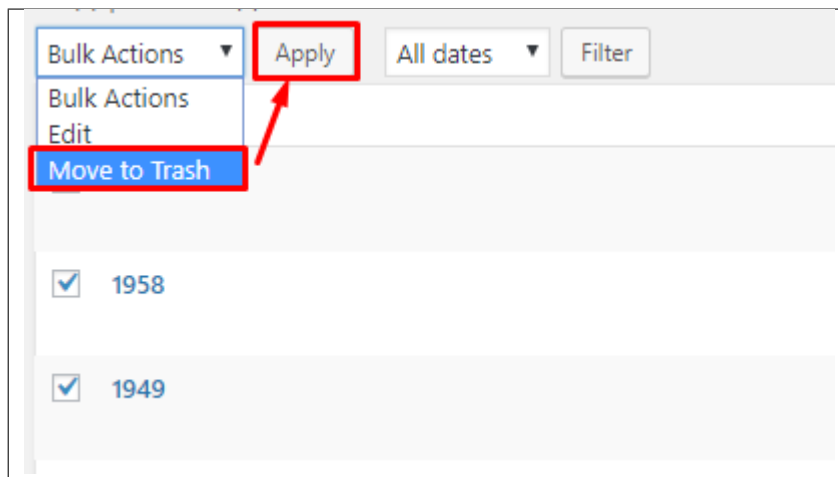 Bulk Actions Apply All dates Filter
Bulk Actions
Edit
Move to Trash
1958
1949